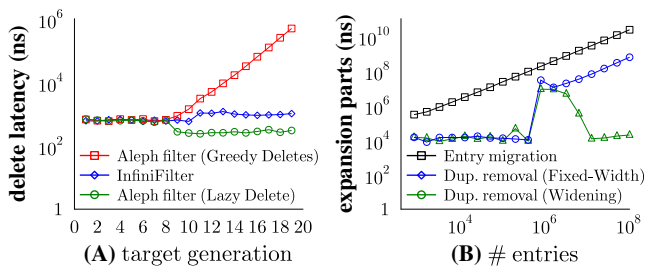 delete latency (ns)
10^6
10^4
10^2
1
Aleph filter (Greedy Deletes)
InfiniFilter
Aleph filter (Lazy Delete)
0 2 4 6 8 10 12 14 16 18 20
(A) target generation
expansion parts (ns)
10^10
10^8
10^6
10^4
10^2
1
Entry migration
Dup. removal (Fixed-Width)
Dup. removal (Widening)
10^4 10^6 10^8
(B) # entries